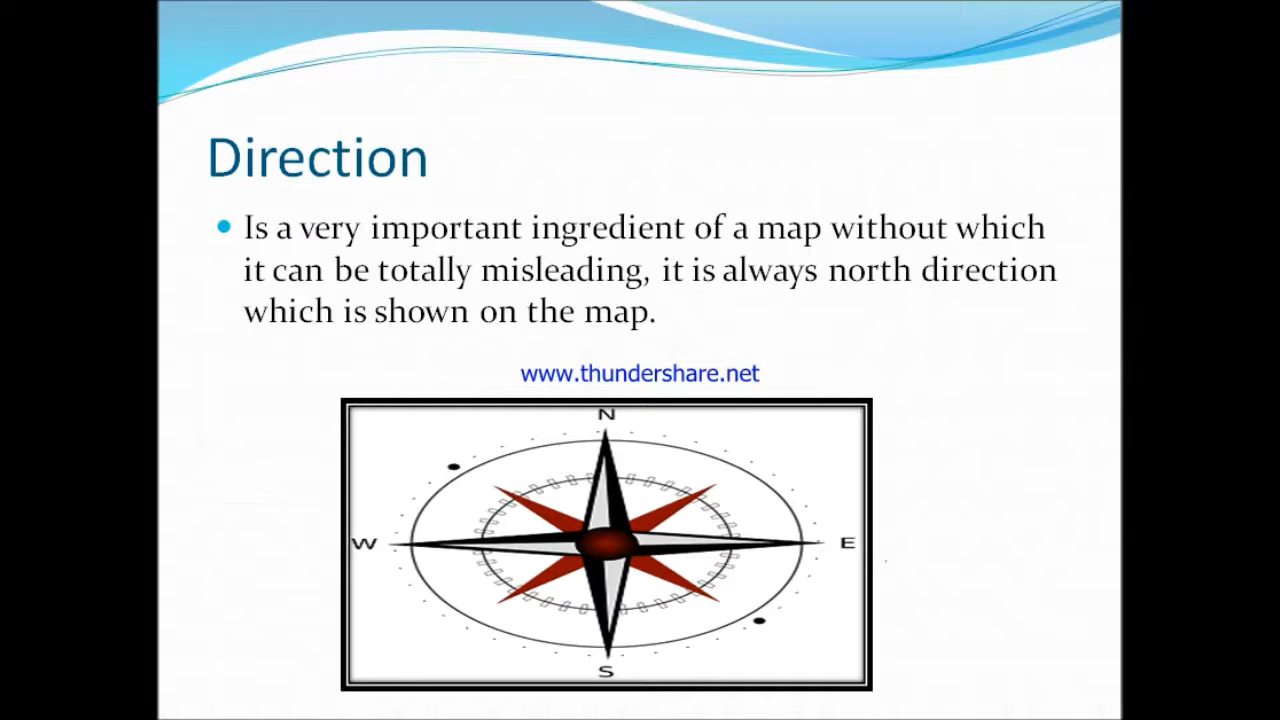 Direction
Is a very important ingredient of a map without which
it can be totally misleading, it is always north direction
which is shown on the map.
www.thundershare.net
N
W
E
S